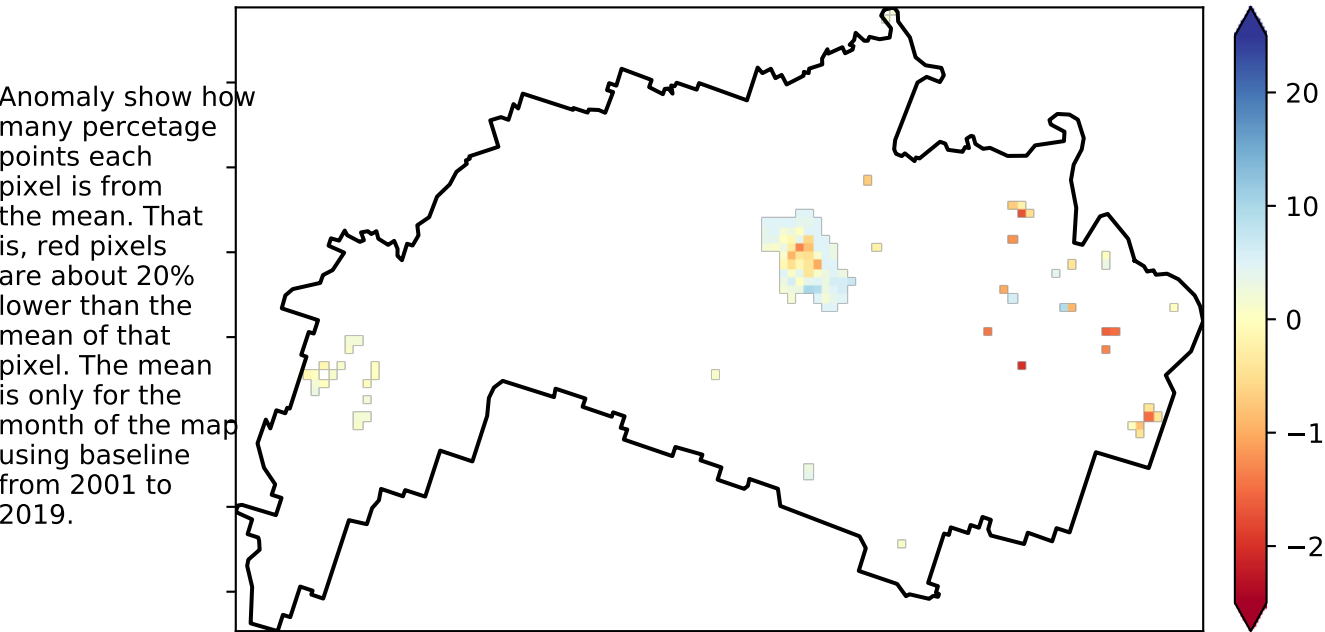 Anomaly show how
many percetage
points each
pixel is from
the mean. That
is, red pixels
are about 20%
lower than the
mean of that
pixel. The mean
is only for the
month of the map
using baseline
from 2001 to
2019.
20
10
0
−1
−2